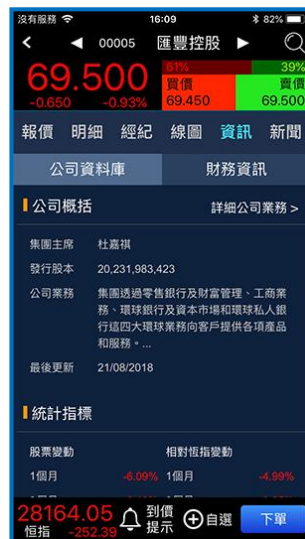 沒有服務 16:09 82%
00005 匯豐控股
69.500 61% 39%
買價 賣價
-0.650 -0.93% 69.450 69.500
報價 明細 經紀 線圖 資訊 新聞
公司資料庫 財務資訊
公司概括 詳細公司業務 >
集團主席 杜嘉祺
發行股本 20,231,983,423
公司業務 集團透過零售銀行及財富管理、工商業
務、環球銀行及資本市場和環球私人銀
行這四大環球業務向客戶提供各項產品
和服務。...
最後更新 21/08/2018
統計指標
股票變動 相對恆指變動
1個月 -6.09% 1個月 -4.99%
28164.05 到價 自選 下單
恒指 -252.39 提示